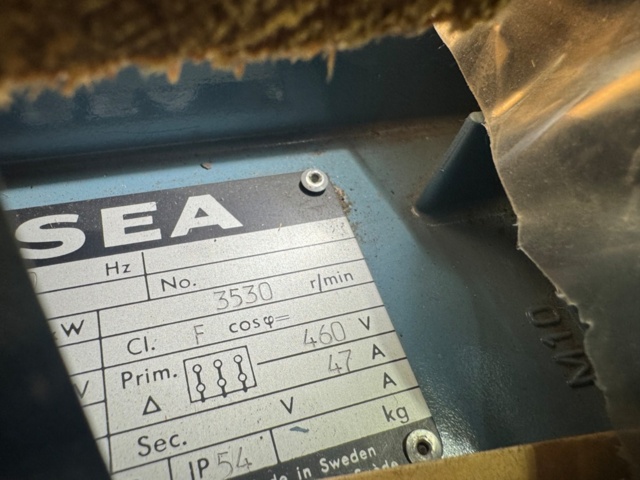 SEA
Hz
No.
3530 r/min
W
Cl. F cosφ=
Prim. 460 V
Δ 47 A
V A
Sec. kg
IP 54
in Sweden
M10